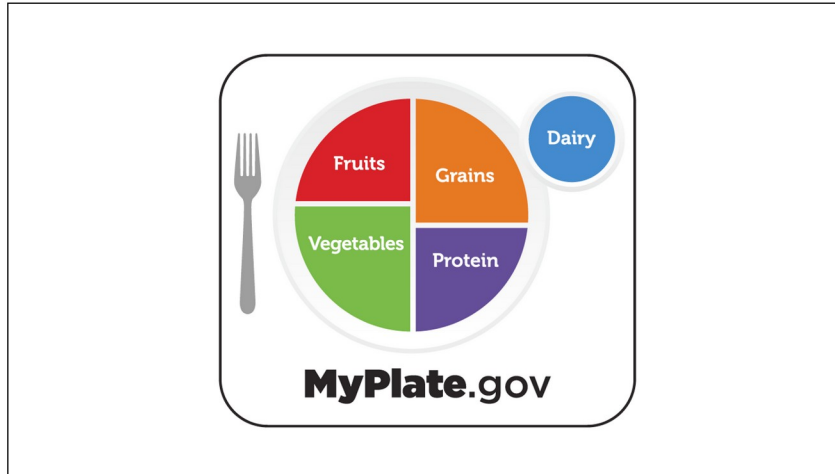 Fruits
Grains
Dairy
Vegetables
Protein
MyPlate.gov